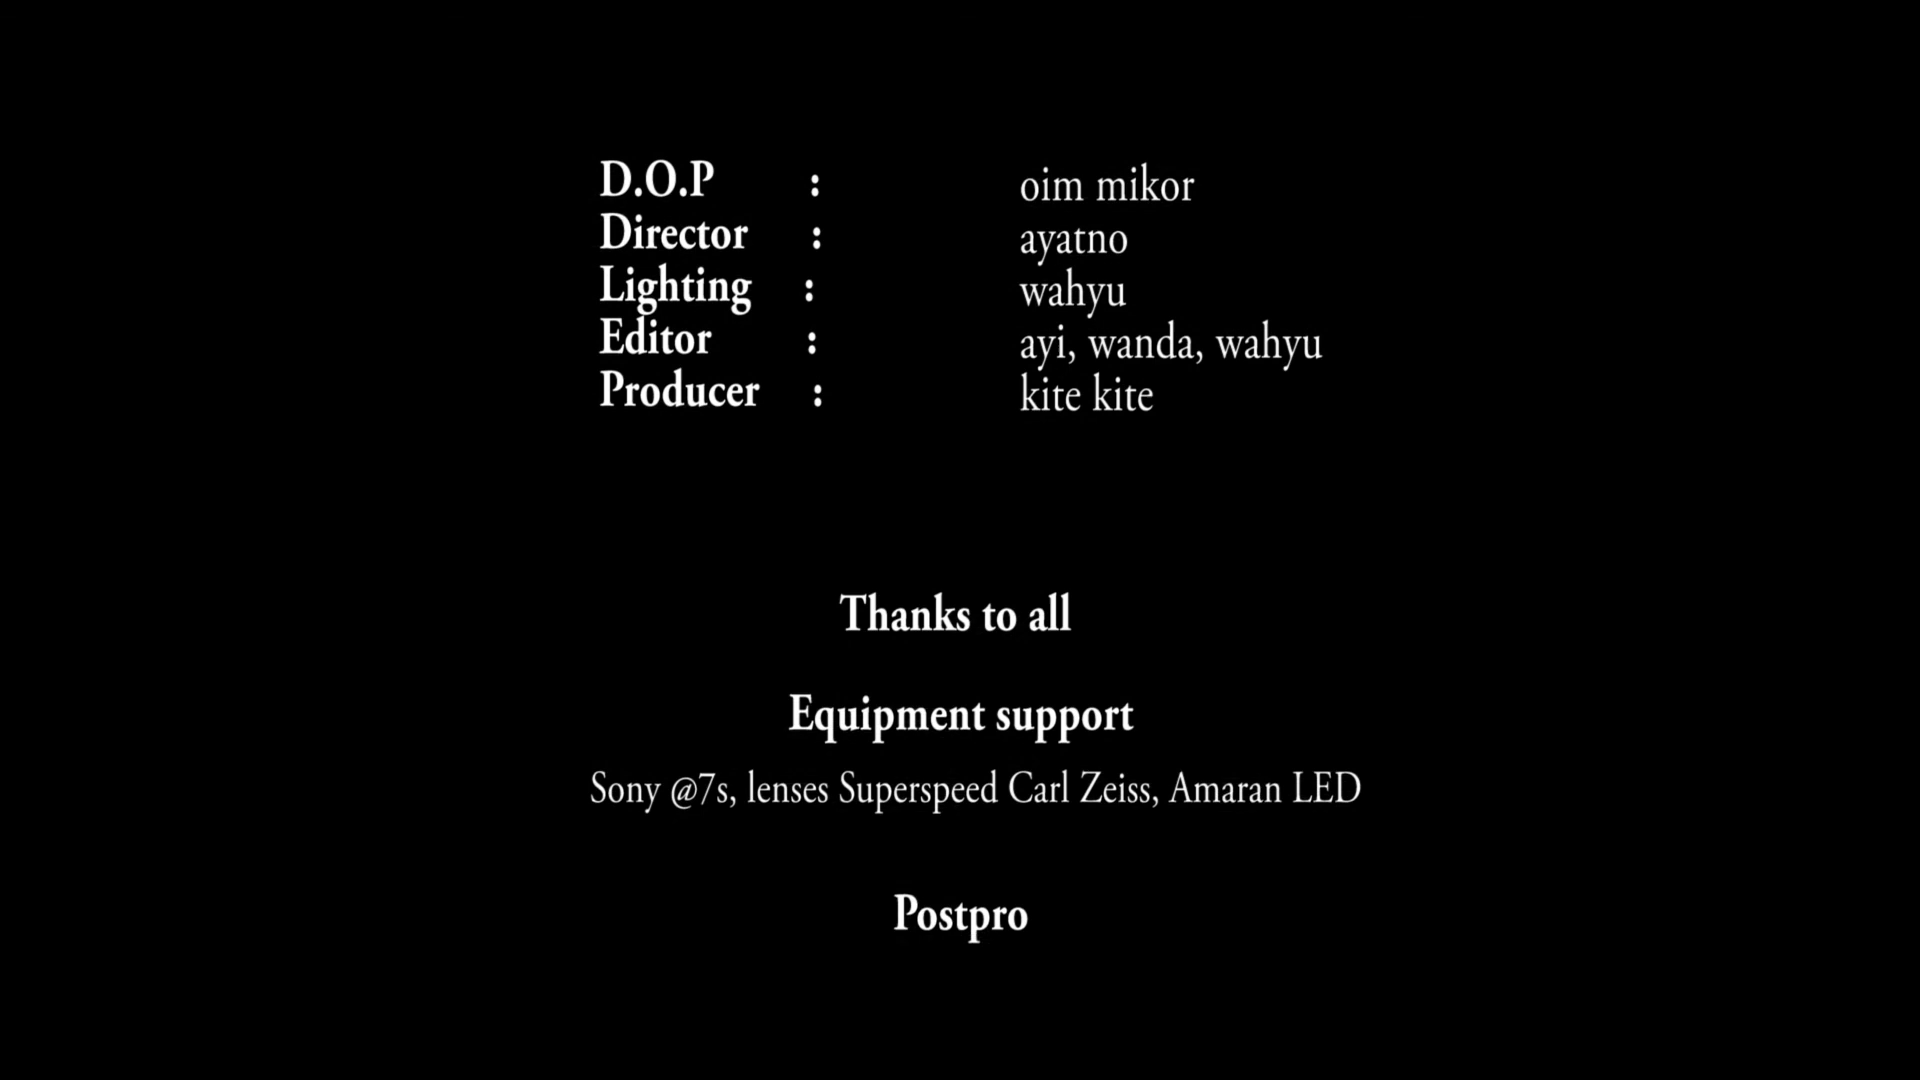 D.O.P : oim mikor
Director : ayatno
Lighting : wahyu
Editor : ayi, wanda, wahyu
Producer : kite kite
Thanks to all
Equipment support
Sony @7s, lenses Superspeed Carl Zeiss, Amaran LED
Postpro